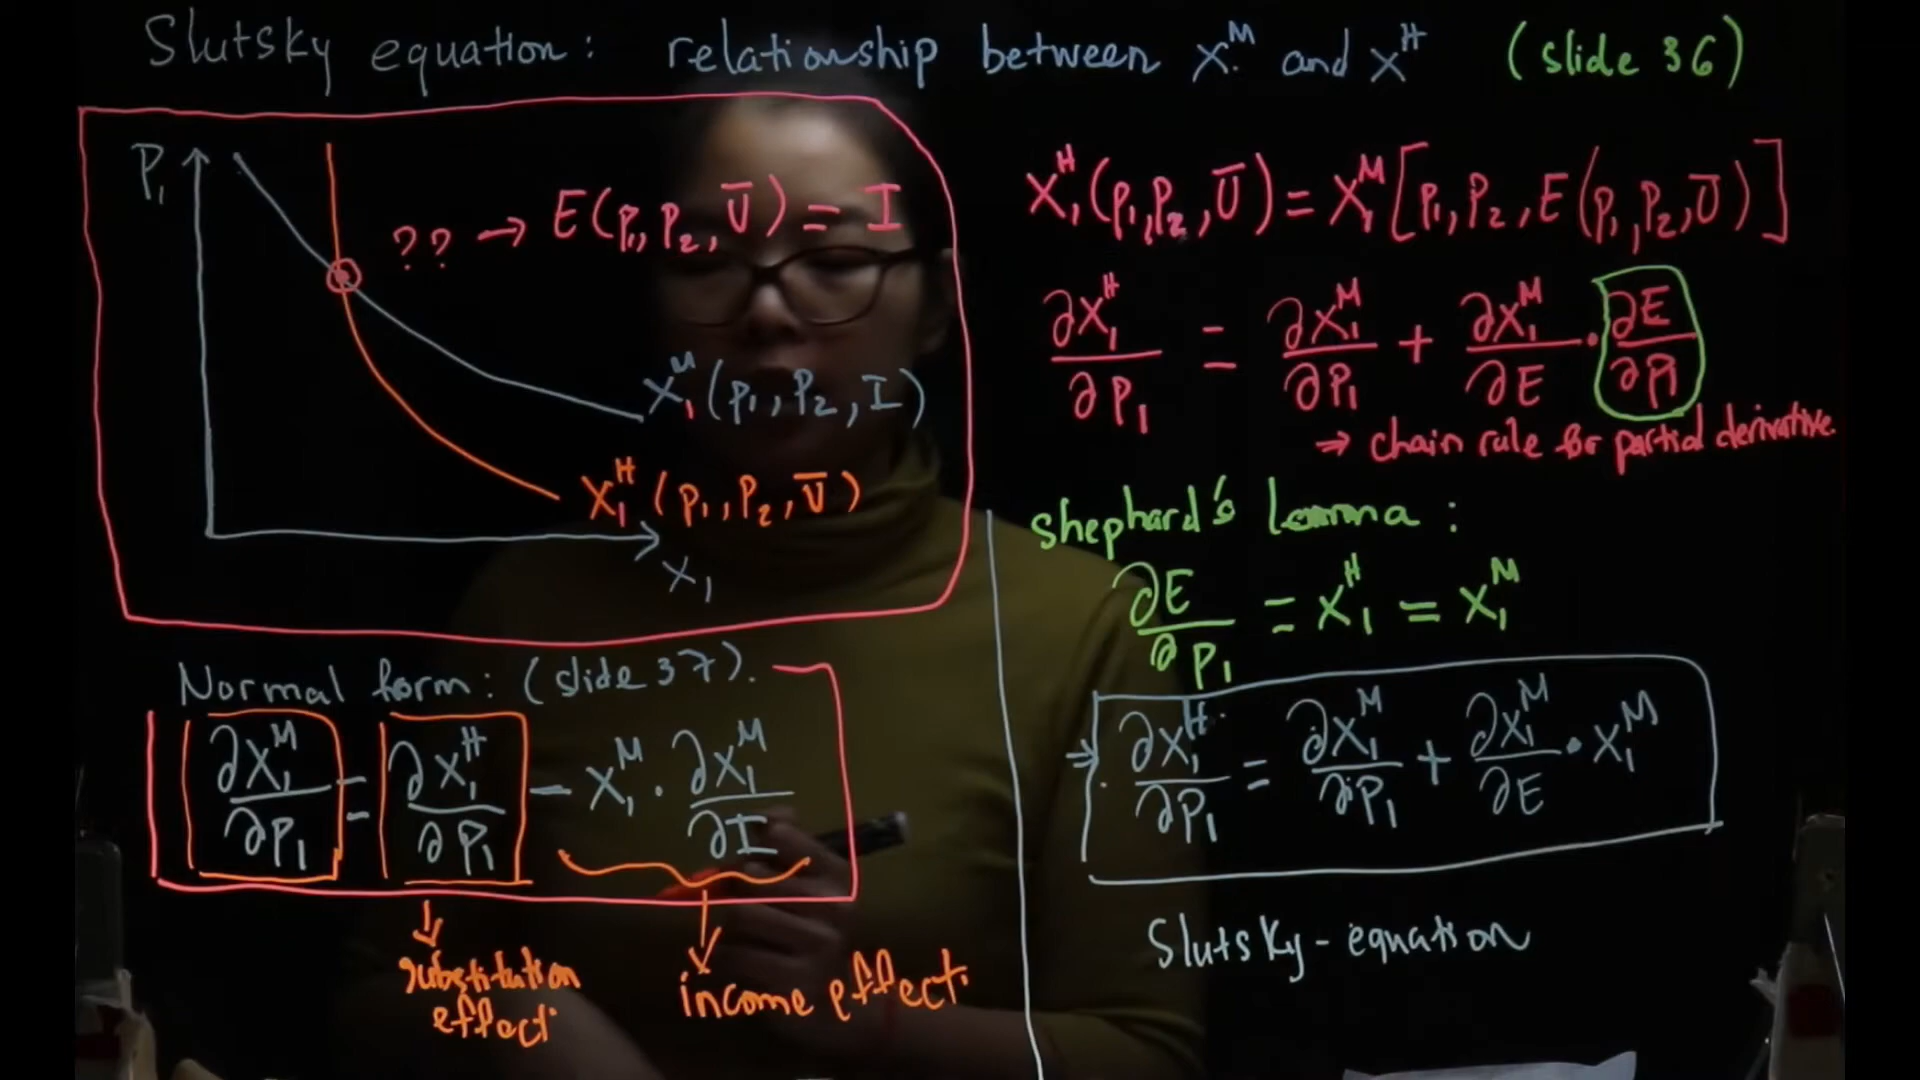 Slutsky equation: relationship between X^M and X^H (slide 36)
P₁
?? → E(P₁, P₂, Ū) = I
X₁^M (P₁, P₂, I)
X₁^H (P₁, P₂, Ū)
X₁
Normal form: (slide 37).
∂X₁^M/∂P₁ = ∂X₁^H/∂P₁ − X₁^M · ∂X₁^M/∂I
substitution
effect
income effect
X₁^H (P₁, P₂, Ū) = X₁^M [P₁, P₂, E(P₁, P₂, Ū)]
∂X₁^H/∂P₁ = ∂X₁^M/∂P₁ + ∂X₁^M/∂E · ∂E/∂P₁
⇒ chain rule for partial derivative.
Shephard's lemma:
∂E/∂P₁ = X₁^H = X₁^M
→ ∂X₁^H/∂P₁ = ∂X₁^M/∂P₁ + ∂X₁^M/∂E · X₁^M
Slutsky-equation